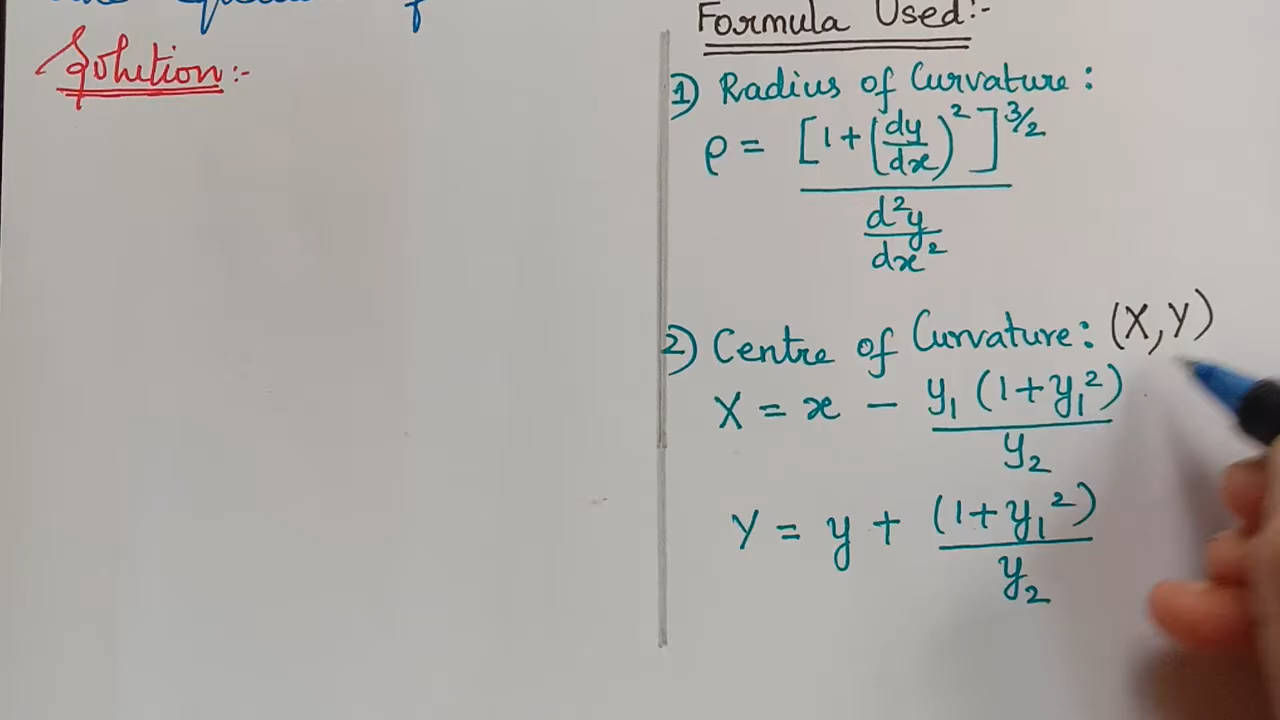 Solution:-
Formula Used:-
1) Radius of Curvature:
ρ = [1+(dy/dx)²]^3/2 / d²y/dx²
2) Centre of Curvature: (X,Y)
X = x - y₁(1+y₁²)/y₂
Y = y + (1+y₁²)/y₂